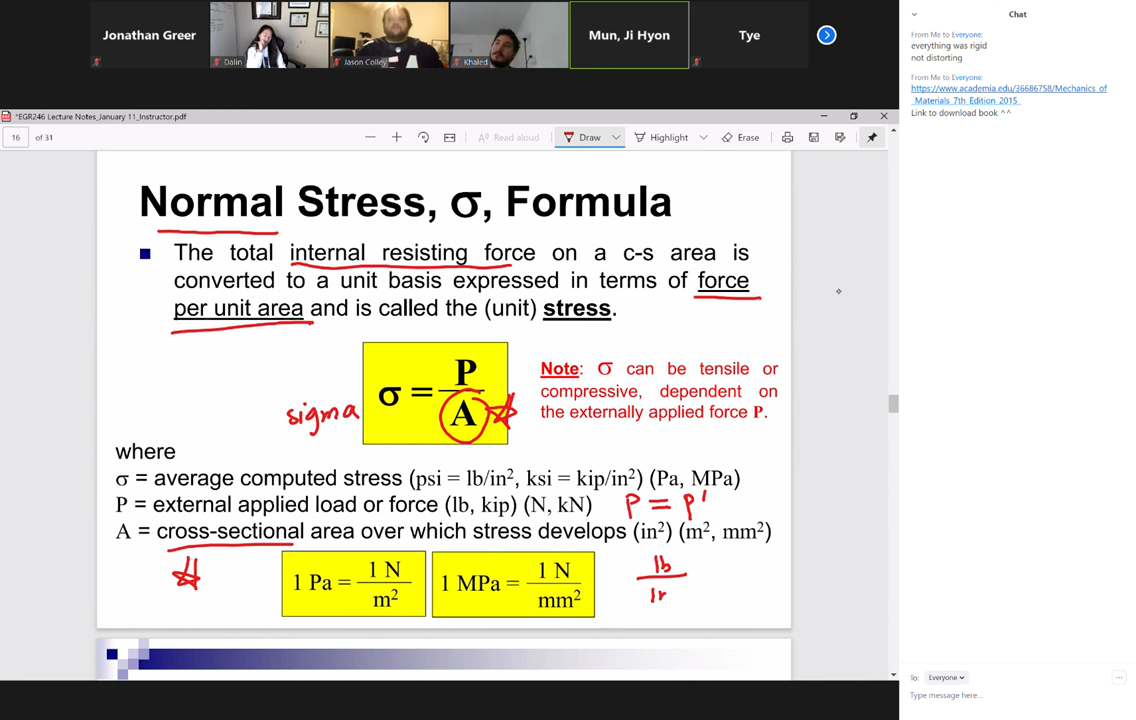 Jonathan Greer
Dalin
Jason Colley
Khaled
Mun, Ji Hyon
Tye
*EGR246 Lecture Notes_January 11_Instructor.pdf
16 of 31
Read aloud
Draw
Highlight
Erase
Normal Stress, σ, Formula
The total internal resisting force on a c-s area is
converted to a unit basis expressed in terms of force
per unit area and is called the (unit) stress.
σ = P/A
sigma
Note: σ can be tensile or
compressive, dependent on
the externally applied force P.
where
σ = average computed stress (psi = lb/in², ksi = kip/in²) (Pa, MPa)
P = external applied load or force (lb, kip) (N, kN)
P = P'
A = cross-sectional area over which stress develops (in²) (m², mm²)
1 Pa = 1 N/m²
1 MPa = 1 N/mm²
lb
Chat
From Me to Everyone:
everything was rigid
not distorting
From Me to Everyone:
https://www.academia.edu/36686758/Mechanics_of
_Materials_7th_Edition_2015_
Link to download book ^^
To: Everyone
Type message here...